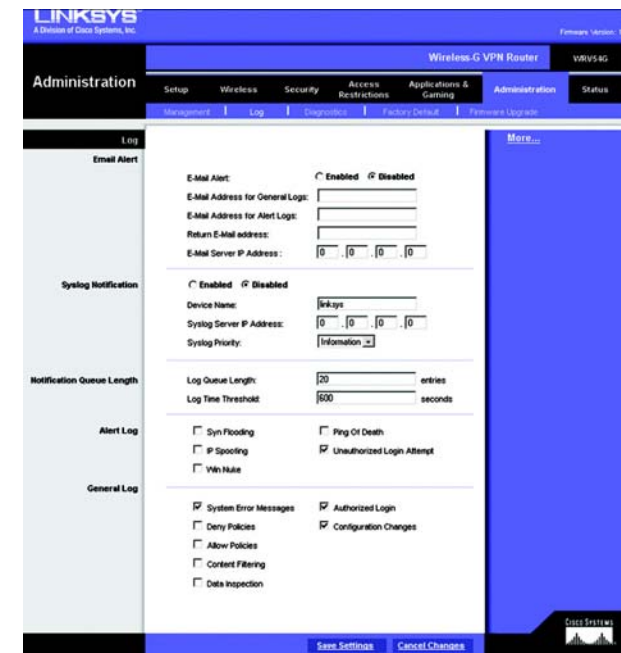 LINKSYS
A Division of Cisco Systems, Inc.
Firmware Version: 1
Wireless-G VPN Router WRV54G
Administration
Setup Wireless Security Access Restrictions Applications & Gaming Administration Status
Management Log Diagnostics Factory Default Firmware Upgrade
Log
More...
Email Alert
E-Mail Alert: Enabled Disabled
E-Mail Address for General Logs:
E-Mail Address for Alert Logs:
Return E-Mail address:
E-Mail Server IP Address : 0 . 0 . 0 . 0
Syslog Notification
Enabled Disabled
Device Name: linksys
Syslog Server IP Address: 0 . 0 . 0 . 0
Syslog Priority: Information
Notification Queue Length
Log Queue Length: 20 entries
Log Time Threshold: 600 seconds
Alert Log
Syn Flooding Ping Of Death
IP Spoofing Unauthorized Login Attempt
Win Nuke
General Log
System Error Messages Authorized Login
Deny Policies Configuration Changes
Allow Policies
Content Filtering
Data Inspection
Cisco Systems
Save Settings Cancel Changes